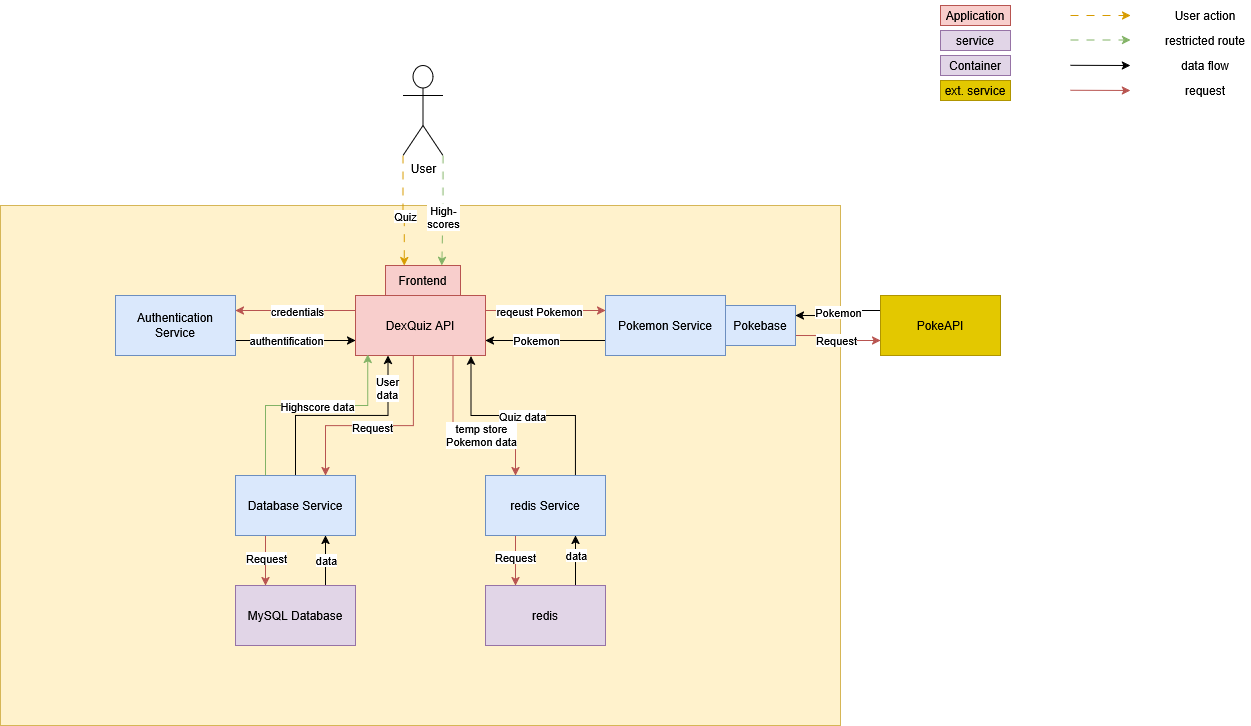 Application
User action
service
restricted route
Container
data flow
ext. service
request
User
Quiz
High-
scores
Frontend
Authentication
Service
credentials
authentification
DexQuiz API
reqeust Pokemon
Pokemon
Pokemon Service
Pokebase
Pokemon
Request
PokeAPI
User
data
Highscore data
Request
Quiz data
temp store
Pokemon data
Database Service
redis Service
Request
data
Request
data
MySQL Database
redis